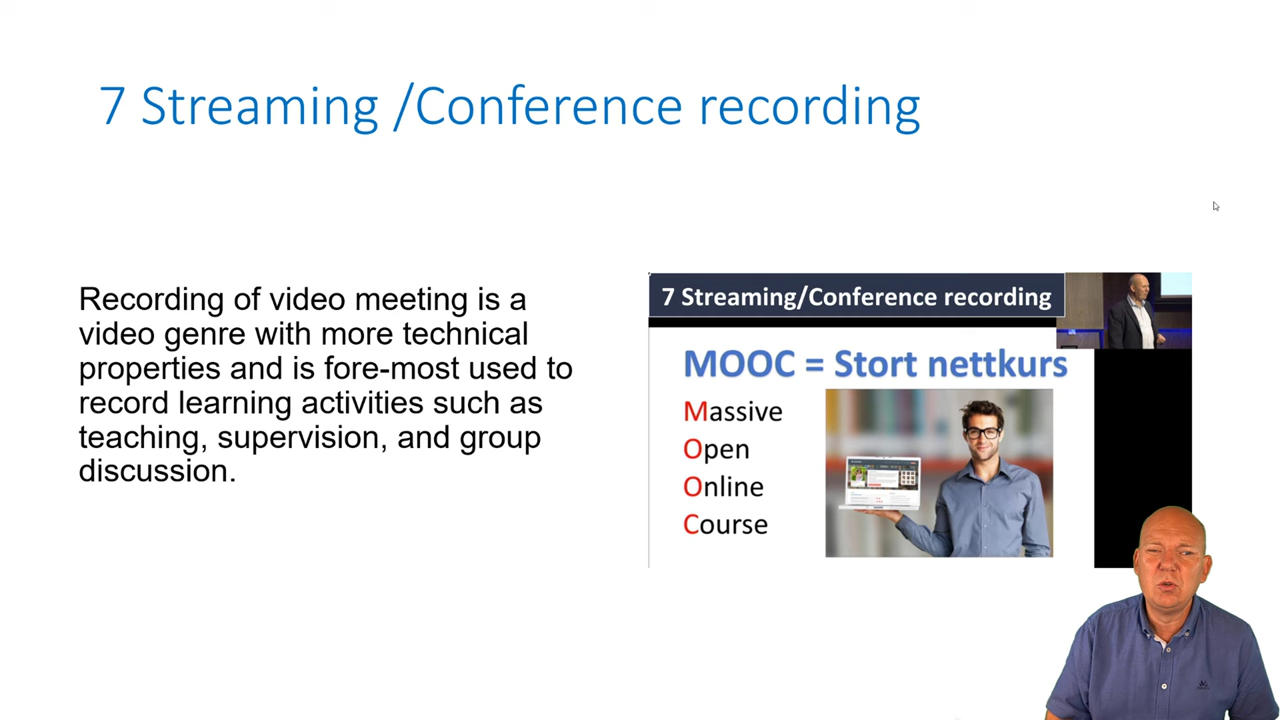 7 Streaming /Conference recording
Recording of video meeting is a
video genre with more technical
properties and is fore-most used to
record learning activities such as
teaching, supervision, and group
discussion.
7 Streaming/Conference recording
MOOC = Stort nettkurs
Massive
Open
Online
Course